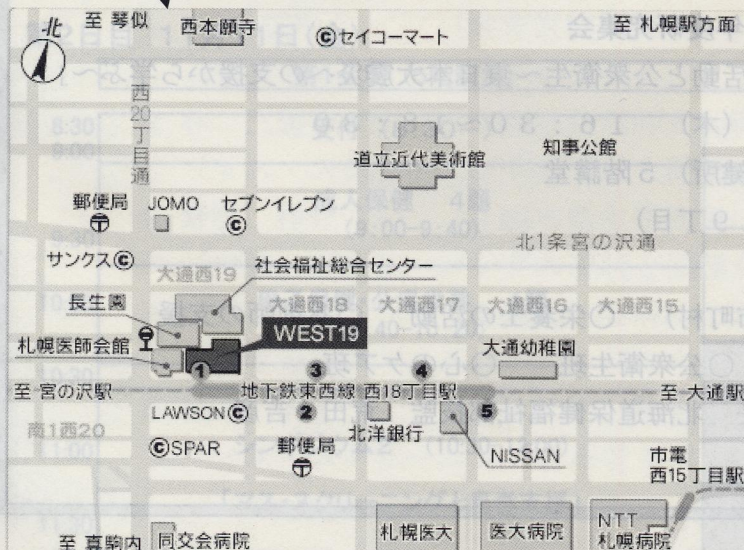 北
至 琴似
西本願寺
Ⓒセイコーマート
至 札幌駅方面
西20丁目通
道立近代美術館
知事公館
郵便局
JOMO
セブンイレブン
Ⓒ
北1条宮の沢通
サンクスⒸ
大通西19
社会福祉総合センター
長生園
大通西18
大通西17
大通西16
大通西15
WEST19
札幌医師会館
大通幼稚園
1
3
4
至 宮の沢駅
地下鉄東西線 西18丁目駅
至 大通駅
LAWSONⒸ
2
5
南1西20
北洋銀行
ⒸSPAR
郵便局
NISSAN
市電
西15丁目駅
至 真駒内
同交会病院
札幌医大
医大病院
NTT
札幌病院